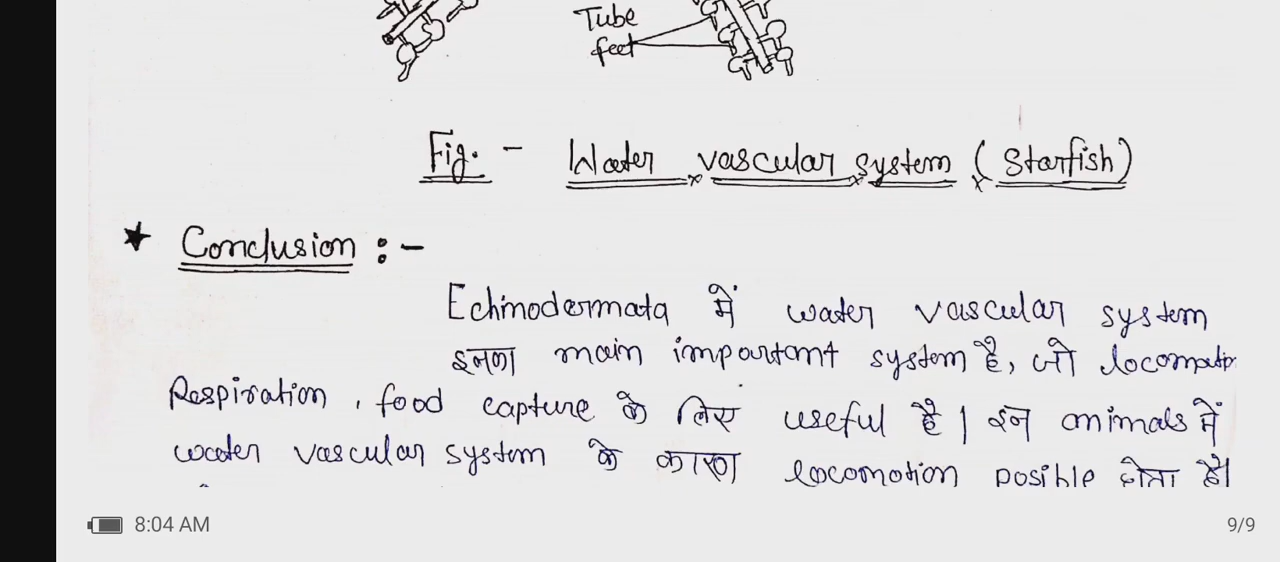 Tube
feet
Fig. - Water vascular system (Starfish)
★ Conclusion :-
Echinodermata में water vascular system
इनका main important system है, जो locomotio
Respiration, food capture के लिए useful है। इन animals में
water vascular system के कारण locomotion posible होता है।
8:04 AM
9/9